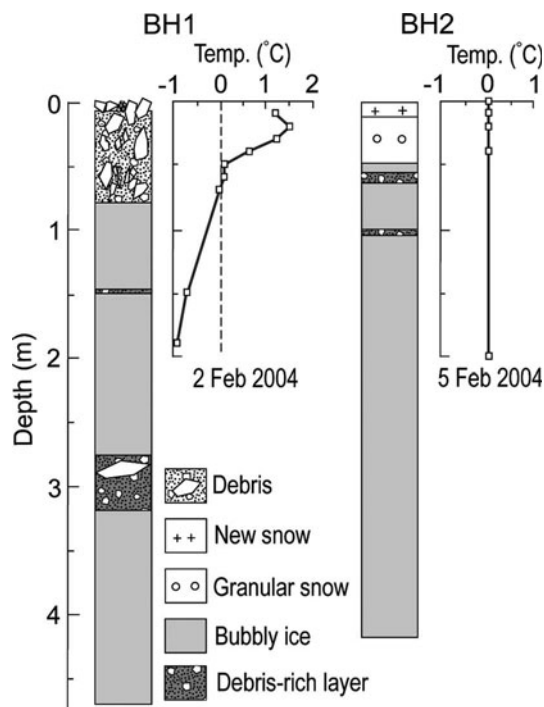 BH1
BH2
Temp. (°C)
Temp. (°C)
-1 0 1 2
-1 0 1
0
1
2
3
4
Depth (m)
2 Feb 2004
5 Feb 2004
Debris
New snow
Granular snow
Bubbly ice
Debris-rich layer